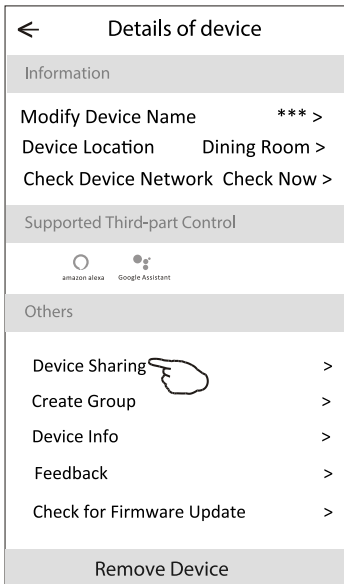 ← Details of device
Information
Modify Device Name *** >
Device Location Dining Room >
Check Device Network Check Now >
Supported Third-part Control
amazon alexa Google Assistant
Others
Device Sharing >
Create Group >
Device Info >
Feedback >
Check for Firmware Update >
Remove Device